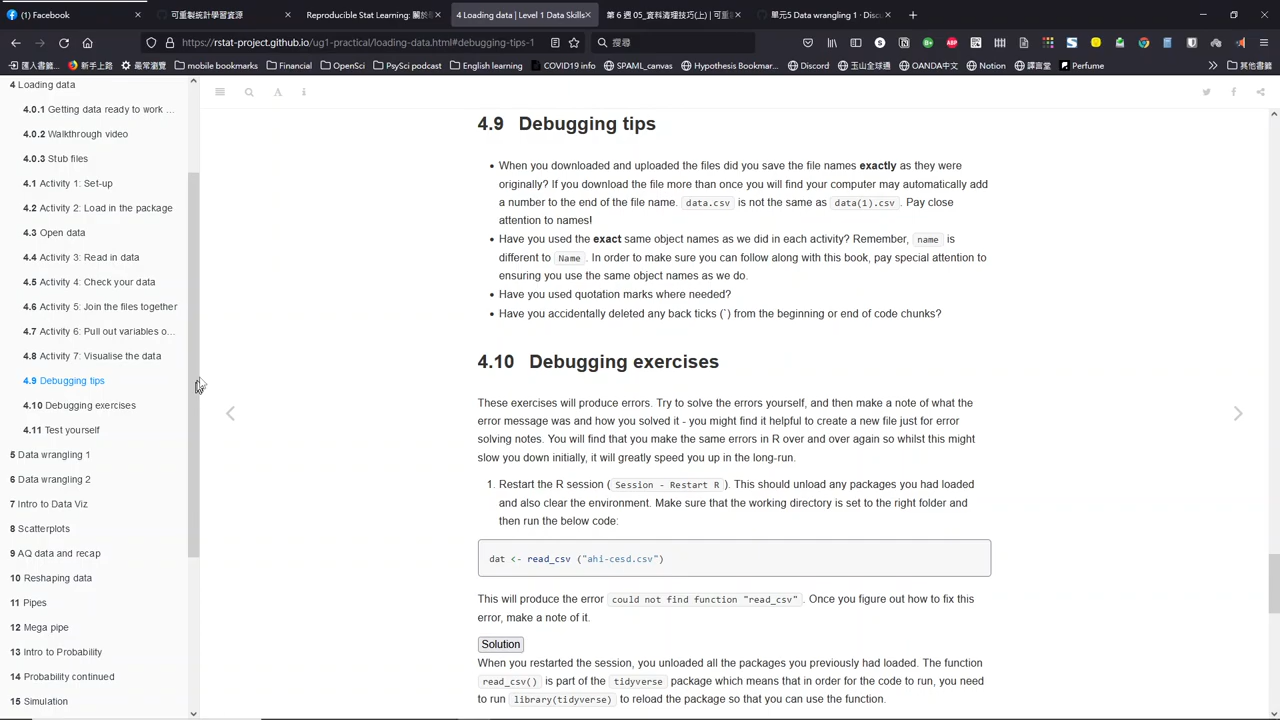 (1) Facebook
可重製統計學習資源
Reproducible Stat Learning: 關於
4 Loading data | Level 1 Data Skills
第 6 週 05_資料清理技巧(上) | 可重
單元5 Data wrangling 1 · Discu
https://rstat-project.github.io/ug1-practical/loading-data.html#debugging-tips-1
搜尋
匯入書籤...
新手上路
最常瀏覽
mobile bookmarks
Financial
OpenSci
PsySci podcast
English learning
COVID19 info
SPAML_canvas
Hypothesis Bookmark...
Discord
玉山全球通
OANDA中文
Notion
譯言堂
Perfume
其他書籤
4 Loading data
4.0.1 Getting data ready to work ...
4.0.2 Walkthrough video
4.0.3 Stub files
4.1 Activity 1: Set-up
4.2 Activity 2: Load in the package
4.3 Open data
4.4 Activity 3: Read in data
4.5 Activity 4: Check your data
4.6 Activity 5: Join the files together
4.7 Activity 6: Pull out variables o...
4.8 Activity 7: Visualise the data
4.9 Debugging tips
4.10 Debugging exercises
4.11 Test yourself
5 Data wrangling 1
6 Data wrangling 2
7 Intro to Data Viz
8 Scatterplots
9 AQ data and recap
10 Reshaping data
11 Pipes
12 Mega pipe
13 Intro to Probability
14 Probability continued
15 Simulation
4.9 Debugging tips
• When you downloaded and uploaded the files did you save the file names exactly as they were
originally? If you download the file more than once you will find your computer may automatically add
a number to the end of the file name. data.csv is not the same as data(1).csv. Pay close
attention to names!
• Have you used the exact same object names as we did in each activity? Remember, name is
different to Name. In order to make sure you can follow along with this book, pay special attention to
ensuring you use the same object names as we do.
• Have you used quotation marks where needed?
• Have you accidentally deleted any back ticks (`) from the beginning or end of code chunks?
4.10 Debugging exercises
These exercises will produce errors. Try to solve the errors yourself, and then make a note of what the
error message was and how you solved it - you might find it helpful to create a new file just for error
solving notes. You will find that you make the same errors in R over and over again so whilst this might
slow you down initially, it will greatly speed you up in the long-run.
1. Restart the R session ( Session - Restart R ). This should unload any packages you had loaded
and also clear the environment. Make sure that the working directory is set to the right folder and
then run the below code:
dat <- read_csv ("ahi-cesd.csv")
This will produce the error could not find function "read_csv" . Once you figure out how to fix this
error, make a note of it.
Solution
When you restarted the session, you unloaded all the packages you previously had loaded. The function
read_csv() is part of the tidyverse package which means that in order for the code to run, you need
to run library(tidyverse) to reload the package so that you can use the function.